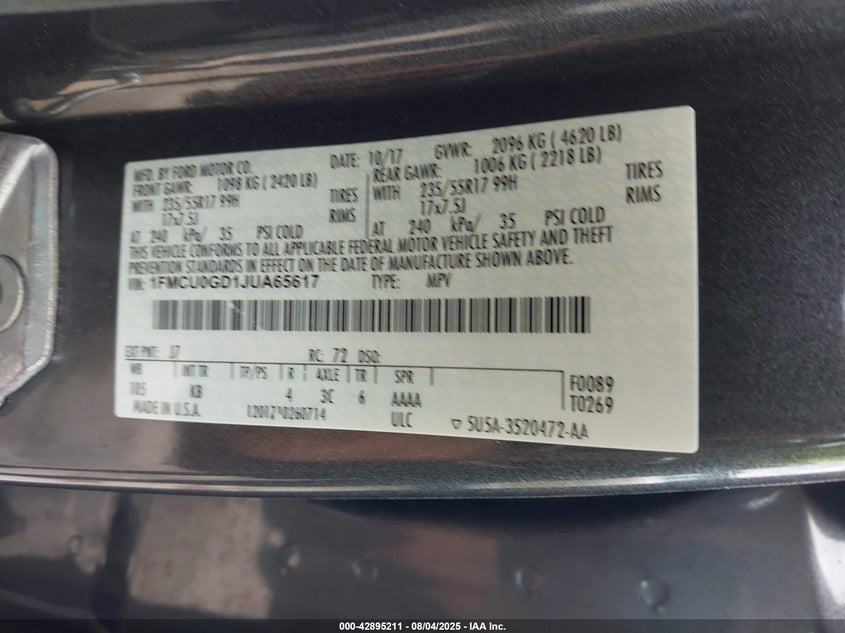 MFD. BY FORD MOTOR CO. DATE: 10/17 GVWR: 2096 KG ( 4620 LB)
FRONT GAWR: 1098 KG ( 2420 LB) REAR GAWR: 1006 KG ( 2218 LB)
WITH 235/55R17 99H TIRES WITH 235/55R17 99H TIRES
17x7.5J RIMS 17x7.5J RIMS
AT 240 kPa/ 35 PSI COLD AT 240 kPa/ 35 PSI COLD
THIS VEHICLE CONFORMS TO ALL APPLICABLE FEDERAL MOTOR VEHICLE SAFETY AND THEFT
PREVENTION STANDARDS IN EFFECT ON THE DATE OF MANUFACTURE SHOWN ABOVE.
VIN: 1FMCU0GD1JUA65617 TYPE: MPV
EXT PNT: J7 RC: 72 DSO:
WB INT TR TP/PS R AXLE TR SPR F0089
105 KB 4 3C 6 AAAA T0269
MADE IN U.S.A. ULC 5U5A-3520472-AA
000-42895211 - 08/04/2025 - IAA Inc.